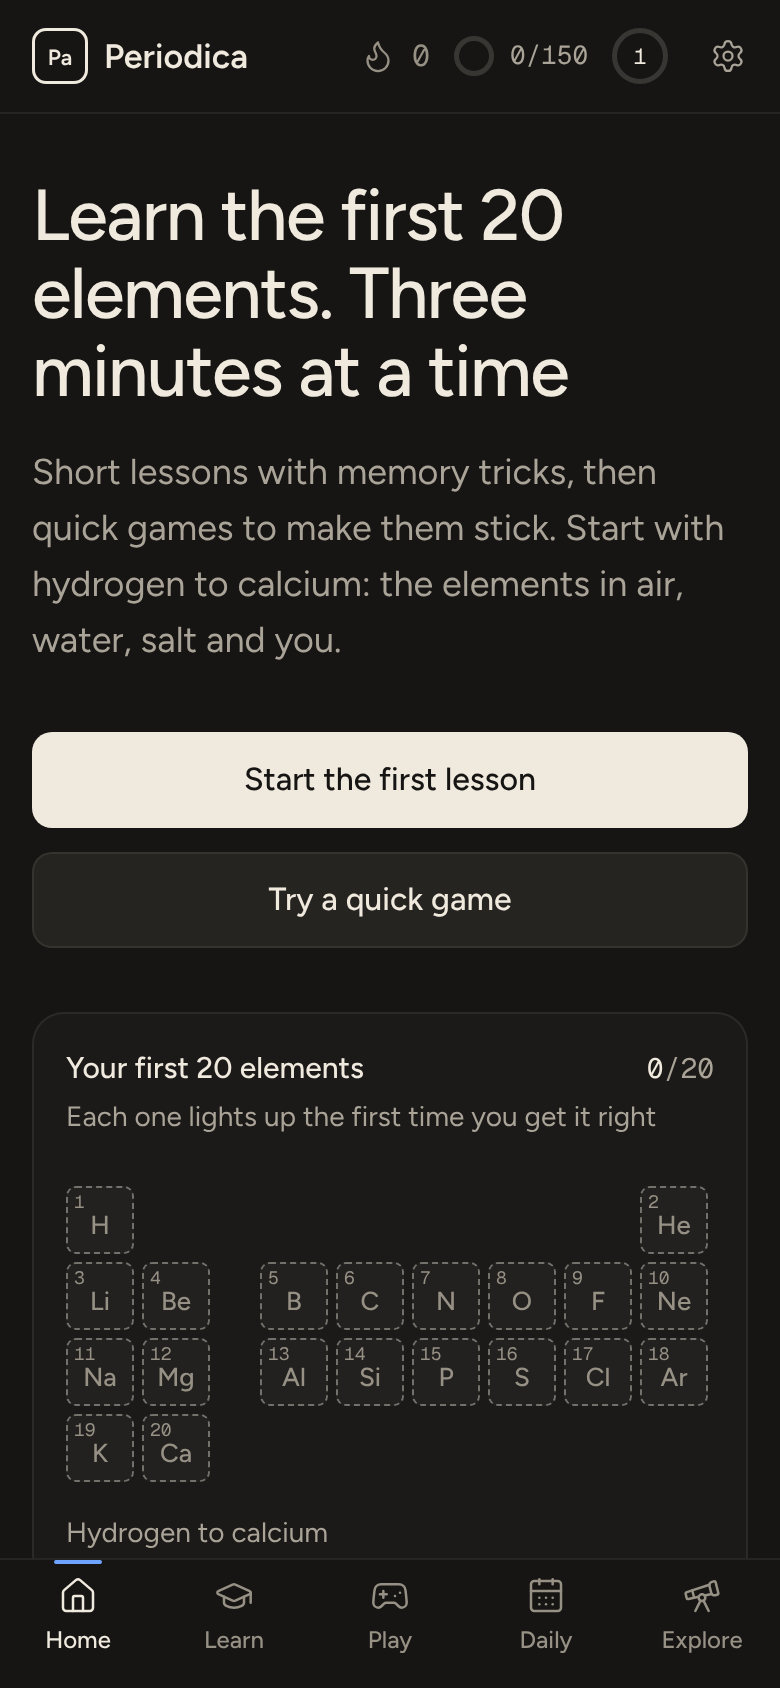 Pa Periodica 0 0/150 1
Learn the first 20
elements. Three
minutes at a time
Short lessons with memory tricks, then
quick games to make them stick. Start with
hydrogen to calcium: the elements in air,
water, salt and you.
Start the first lesson
Try a quick game
Your first 20 elements 0/20
Each one lights up the first time you get it right
1 H 2 He
3 Li 4 Be 5 B 6 C 7 N 8 O 9 F 10 Ne
11 Na 12 Mg 13 Al 14 Si 15 P 16 S 17 Cl 18 Ar
19 K 20 Ca
Hydrogen to calcium
Home Learn Play Daily Explore